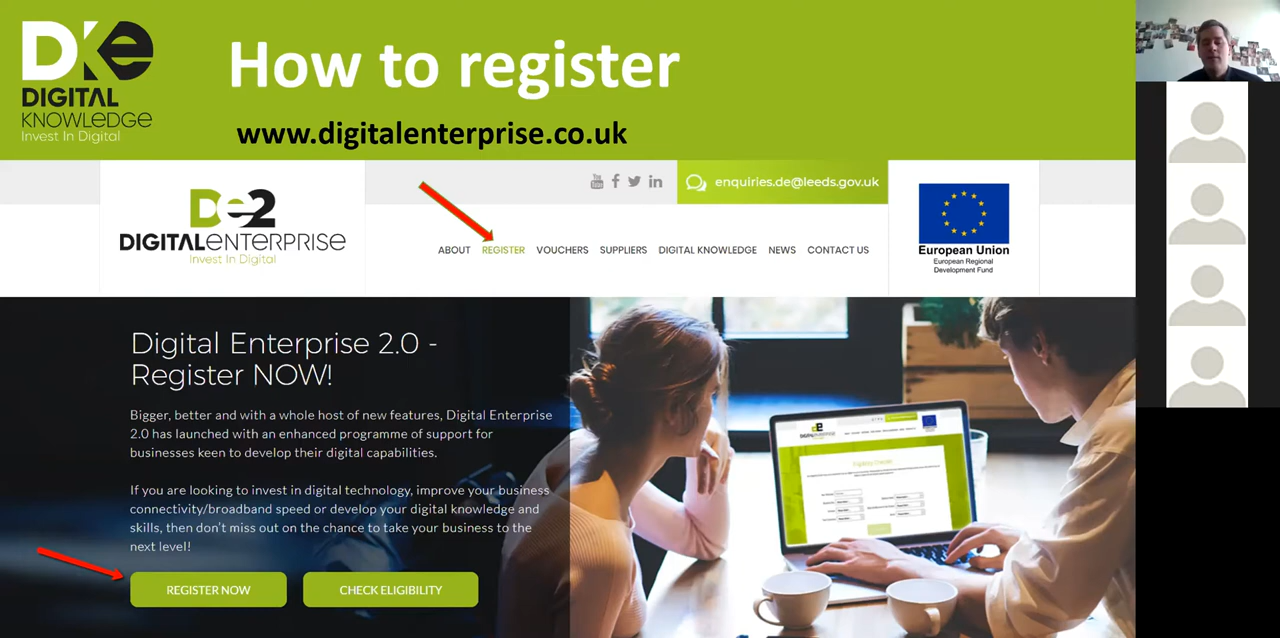 DKe
DIGITAL
KNOWLEDGE
Invest In Digital
How to register
www.digitalenterprise.co.uk
De2
DIGITALENTERPRISE
Invest In Digital
You Tube f in enquiries.de@leeds.gov.uk
ABOUT REGISTER VOUCHERS SUPPLIERS DIGITAL KNOWLEDGE NEWS CONTACT US
European Union
European Regional
Development Fund
Digital Enterprise 2.0 -
Register NOW!
Bigger, better and with a whole host of new features, Digital Enterprise
2.0 has launched with an enhanced programme of support for
businesses keen to develop their digital capabilities.
If you are looking to invest in digital technology, improve your business
connectivity/broadband speed or develop your digital knowledge and
skills, then don't miss out on the chance to take your business to the
next level!
REGISTER NOW CHECK ELIGIBILITY